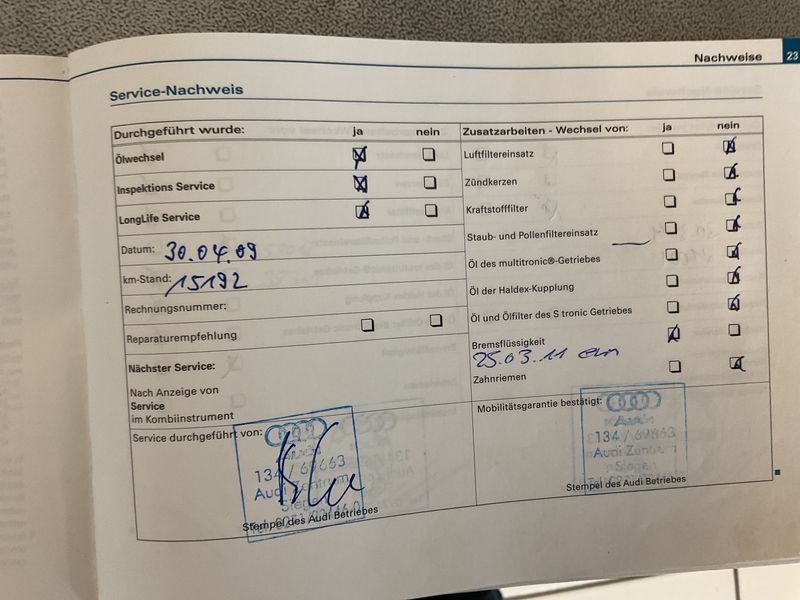 Nachweise 23
Service-Nachweis
Durchgeführt wurde: ja nein
Ölwechsel
Inspektions Service
LongLife Service
Datum: 30.04.09
km-Stand: 15192
Rechnungsnummer:
Reparaturempfehlung
Nächster Service:
Nach Anzeige von
Service
im Kombiinstrument
Service durchgeführt von:
134 / 69663
Audi Zentrum
Siegen
Stempel des Audi Betriebes
Zusatzarbeiten - Wechsel von: ja nein
Luftfiltereinsatz
Zündkerzen
Kraftstofffilter
Staub- und Pollenfiltereinsatz
Öl des multitronic®-Getriebes
Öl der Haldex-Kupplung
Öl und Ölfilter des S tronic Getriebes
Bremsflüssigkeit
25.03.11
Zahnriemen
Mobilitätsgarantie bestätigt:
134 / 69663
Audi Zentrum
Siegen
Stempel des Audi Betriebes